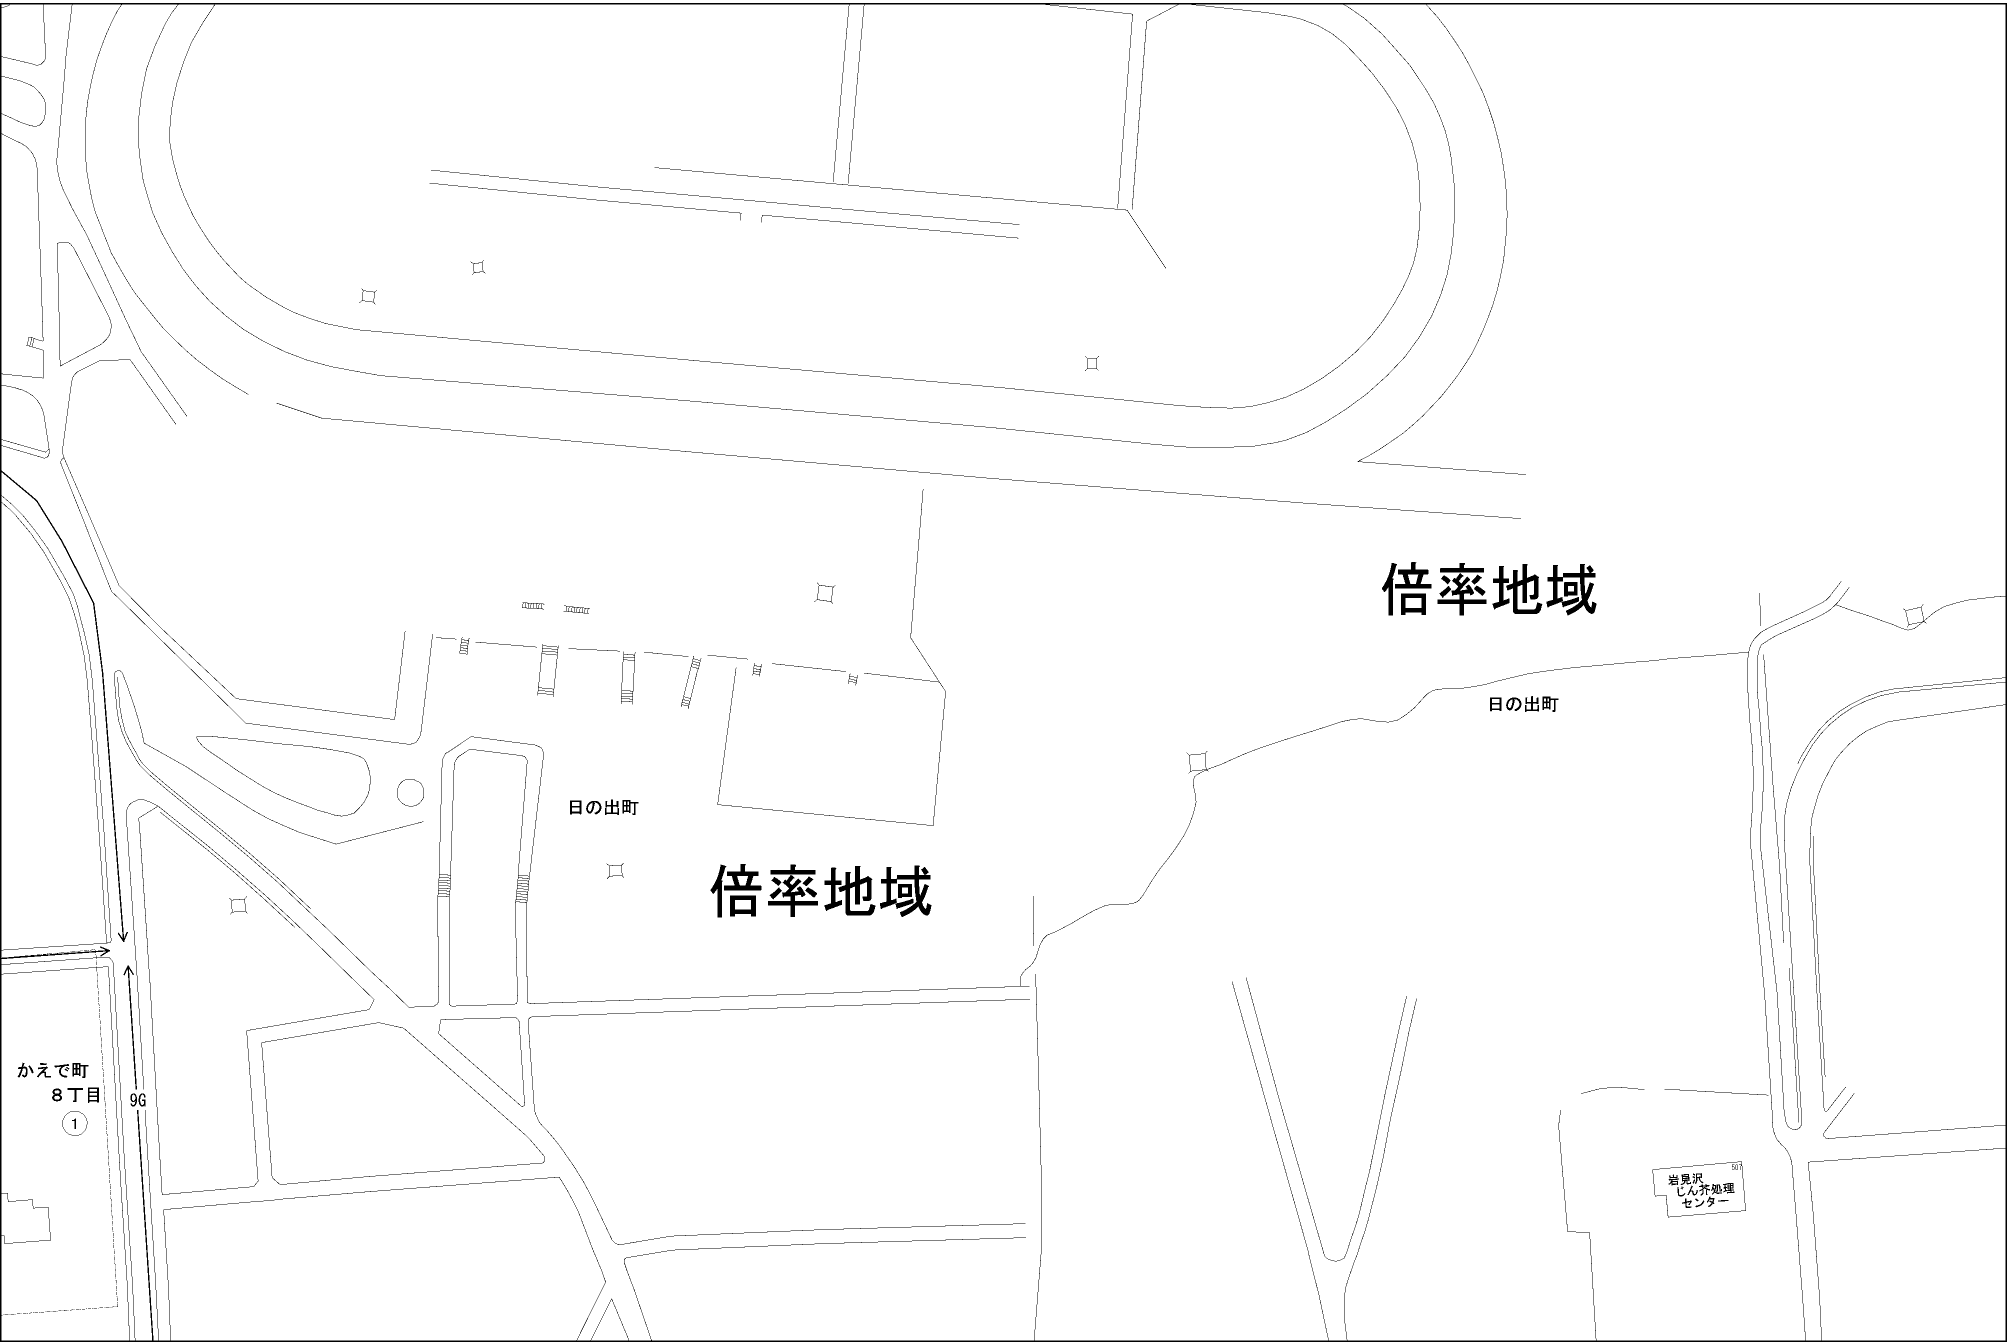 倍率地域
日の出町
日の出町
倍率地域
かえで町
8丁目
9G
1
507
岩見沢
じん芥処理
センター